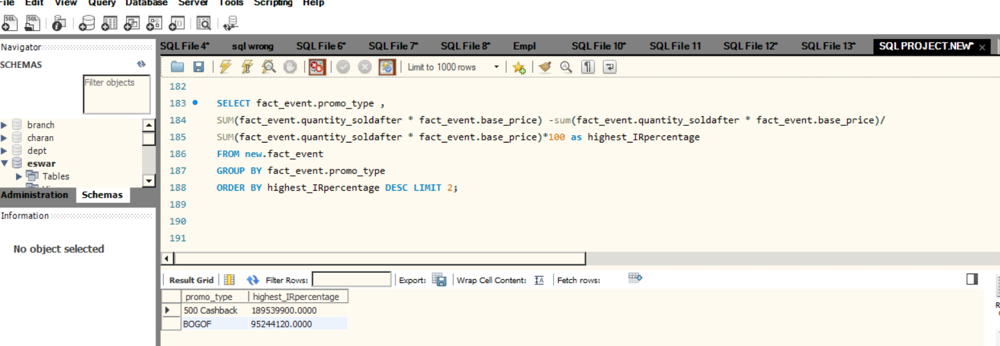 File Edit View Query Database Server Tools Scripting Help
Navigator
SCHEMAS
Filter objects
branch
charan
dept
eswar
Tables
Administration Schemas
Information
No object selected
SQL File 4* sql wrong SQL File 6* SQL File 7* SQL File 8* Empl SQL File 10* SQL File 11 SQL File 12* SQL File 13* SQL PROJECT.NEW*
Limit to 1000 rows
182
183 SELECT fact_event.promo_type ,
184 SUM(fact_event.quantity_soldafter * fact_event.base_price) -sum(fact_event.quantity_soldafter * fact_event.base_price)/
185 SUM(fact_event.quantity_soldafter * fact_event.base_price)*100 as highest_IRpercentage
186 FROM new.fact_event
187 GROUP BY fact_event.promo_type
188 ORDER BY highest_IRpercentage DESC LIMIT 2;
189
190
191
Result Grid Filter Rows: Export: Wrap Cell Content: Fetch rows:
promo_type highest_IRpercentage
500 Cashback 189539900.0000
BOGOF 95244120.0000